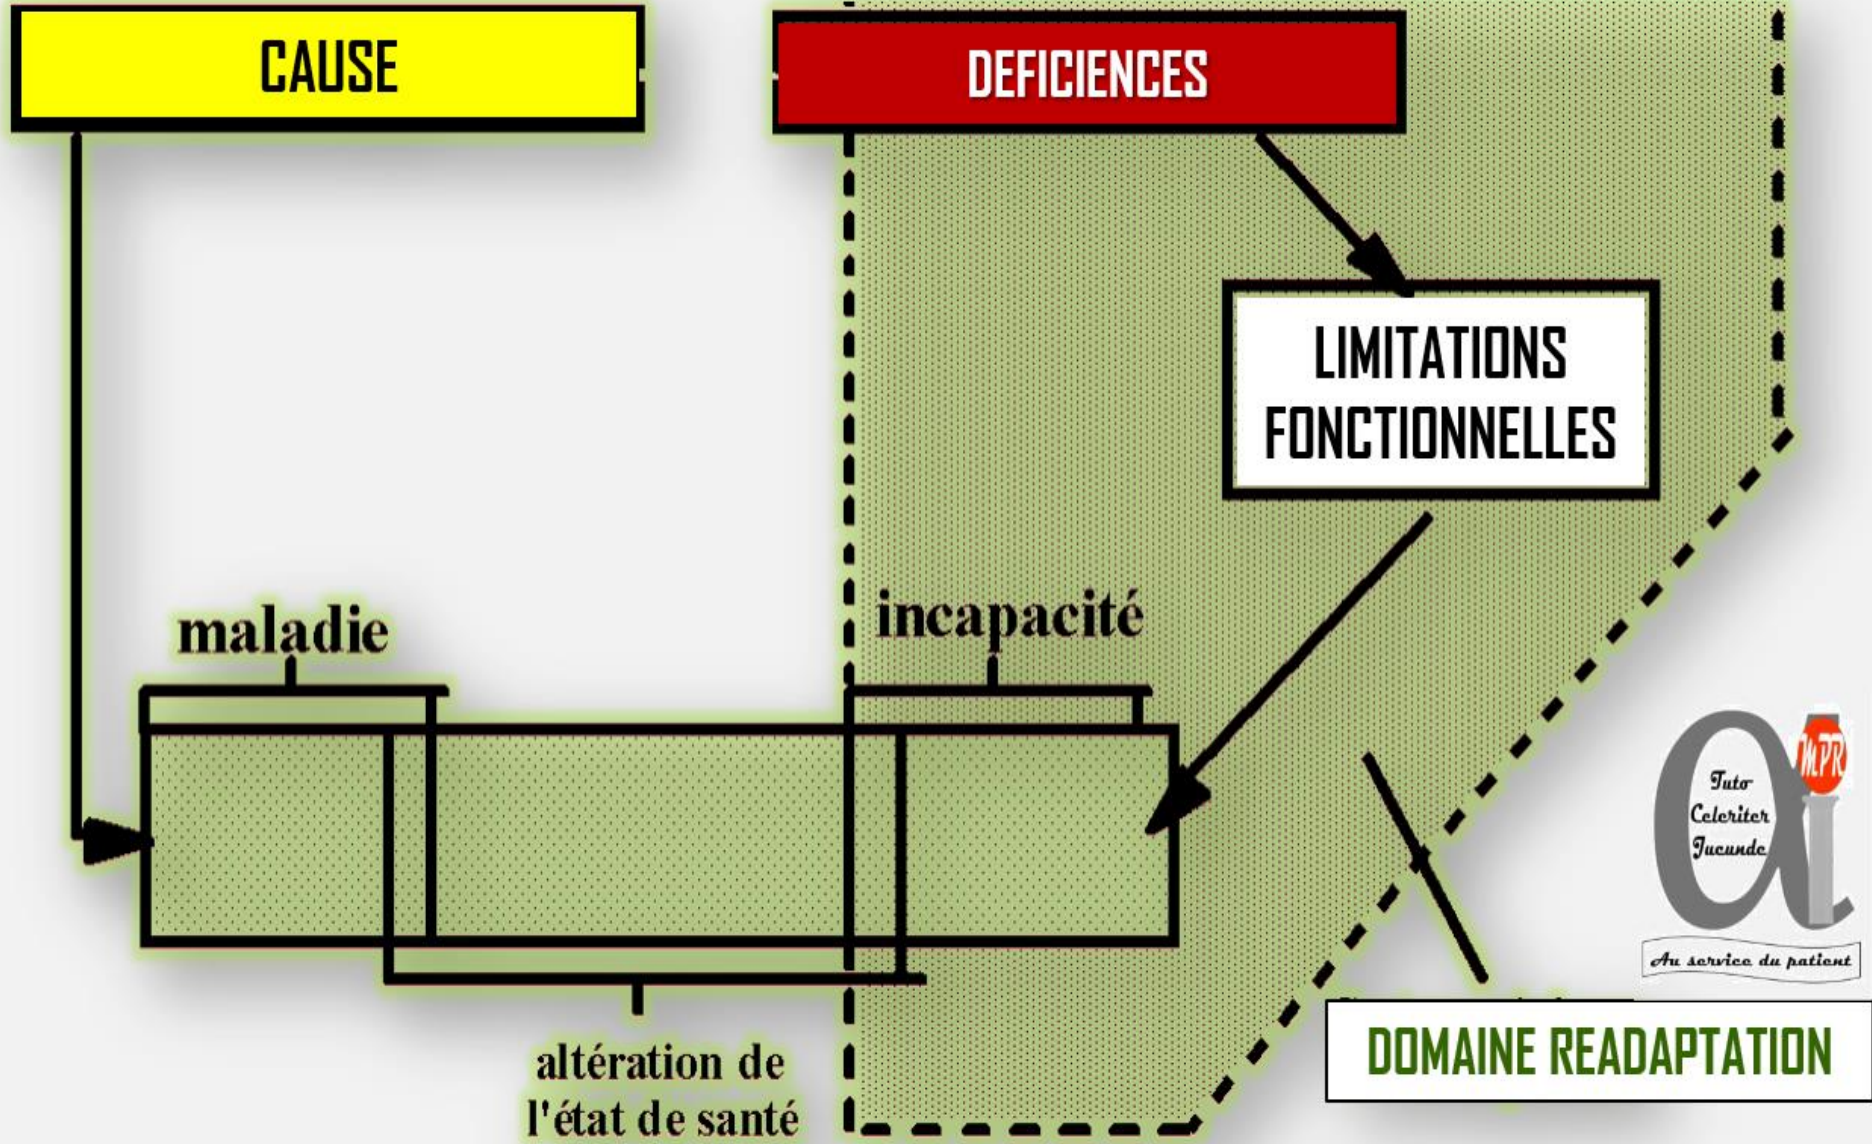 CAUSE
DEFICIENCES
LIMITATIONS
FONCTIONNELLES
maladie
incapacité
altération de
l'état de santé
MPR
Tuto
Celeriter
Jucunde
Au service du patient
DOMAINE READAPTATION